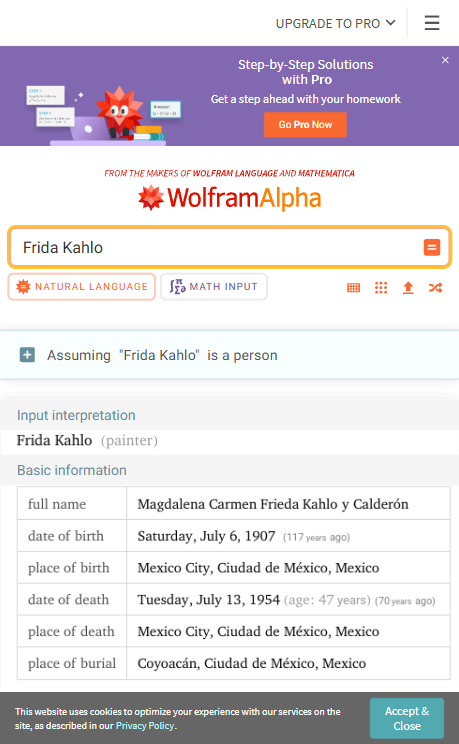 UPGRADE TO PRO
Step-by-Step Solutions
with Pro
Get a step ahead with your homework
Go Pro Now
FROM THE MAKERS OF WOLFRAM LANGUAGE AND MATHEMATICA
WolframAlpha
Frida Kahlo
NATURAL LANGUAGE
MATH INPUT
Assuming "Frida Kahlo" is a person
Input interpretation
Frida Kahlo (painter)
Basic information
full name Magdalena Carmen Frieda Kahlo y Calderón
date of birth Saturday, July 6, 1907 (117 years ago)
place of birth Mexico City, Ciudad de México, Mexico
date of death Tuesday, July 13, 1954 (age: 47 years) (70 years ago)
place of death Mexico City, Ciudad de México, Mexico
place of burial Coyoacán, Ciudad de México, Mexico
This website uses cookies to optimize your experience with our services on the
site, as described in our Privacy Policy.
Accept &
Close